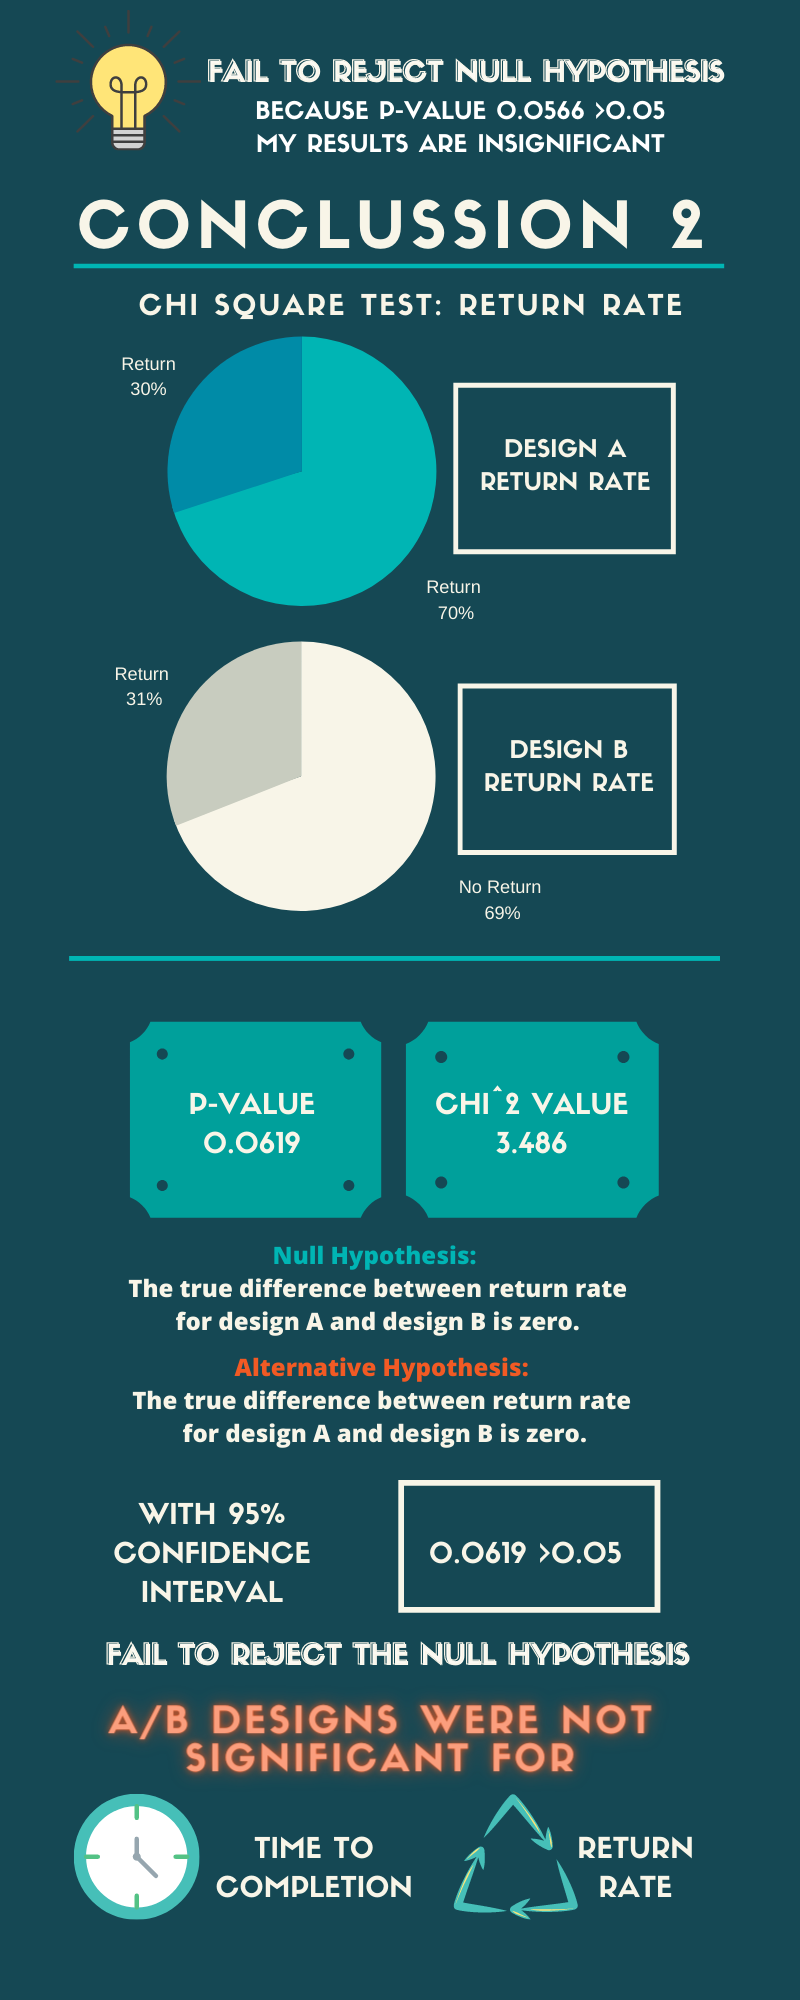 FAIL TO REJECT NULL HYPOTHESIS
BECAUSE P-VALUE 0.0566 >0.05
MY RESULTS ARE INSIGNIFICANT
CONCLUSSION 2
CHI SQUARE TEST: RETURN RATE
Return
30%
DESIGN A
RETURN RATE
Return
70%
Return
31%
DESIGN B
RETURN RATE
No Return
69%
P-VALUE
0.0619
CHI^2 VALUE
3.486
Null Hypothesis:
The true difference between return rate
for design A and design B is zero.
Alternative Hypothesis:
The true difference between return rate
for design A and design B is zero.
WITH 95%
CONFIDENCE
INTERVAL
0.0619 >0.05
FAIL TO REJECT THE NULL HYPOTHESIS
A/B DESIGNS WERE NOT
SIGNIFICANT FOR
TIME TO
COMPLETION
RETURN
RATE